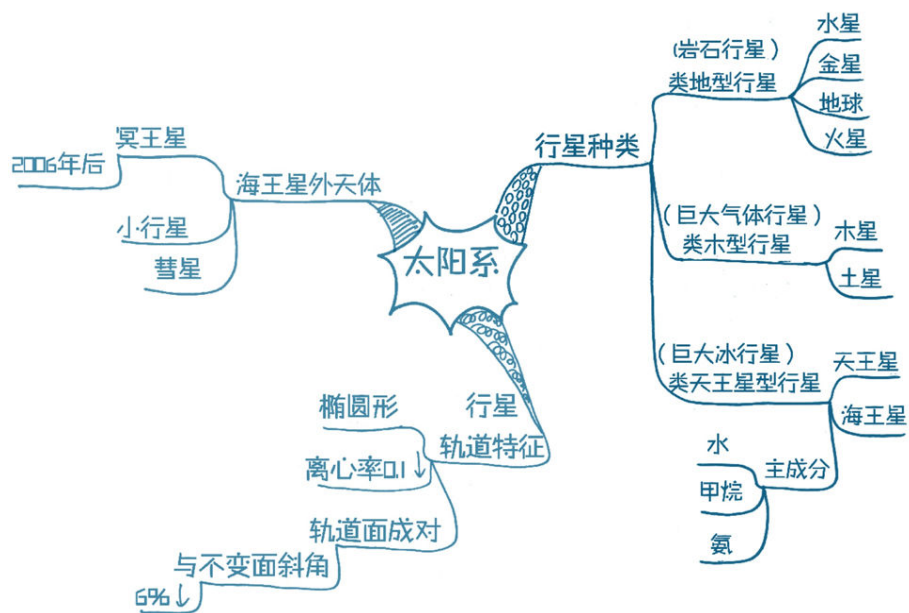 太阳系
行星种类
(岩石行星)
类地型行星
水星
金星
地球
火星
(巨大气体行星)
类木型行星
木星
土星
(巨大冰行星)
类天王星型行星
天王星
海王星
主成分
水
甲烷
氨
行星
轨道特征
椭圆形
离心率0.1↓
轨道面成对
与不变面斜角
6%↓
海王星外天体
冥王星
2006年后
小行星
彗星